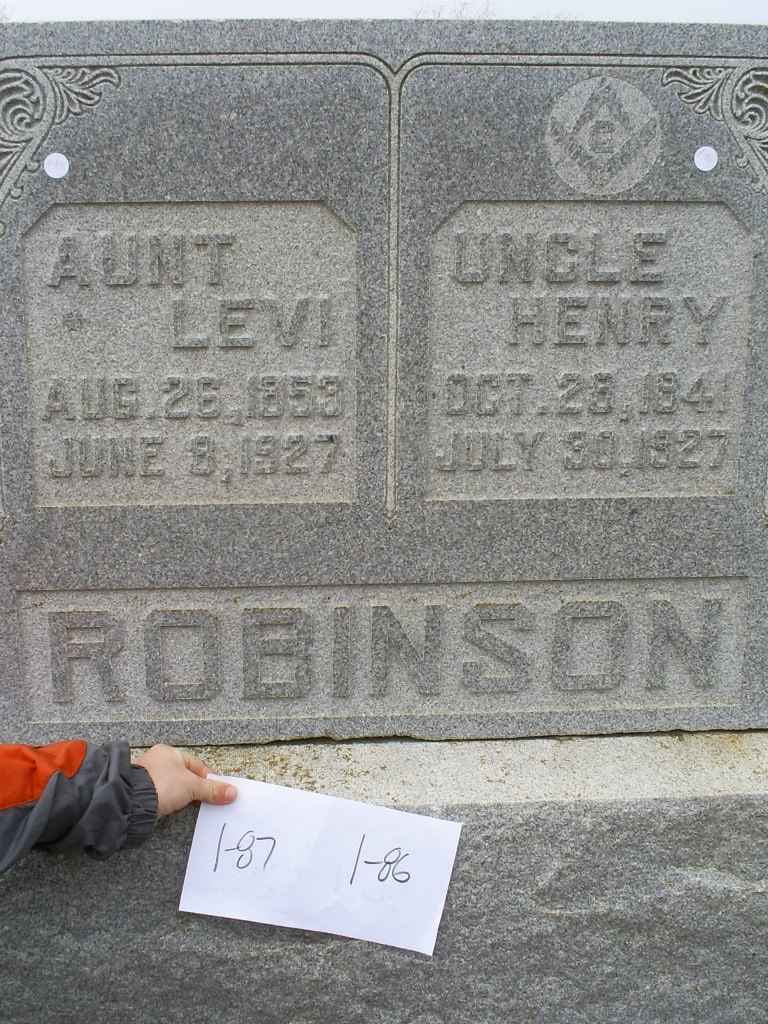 G
AUNT
LEVI
AUG. 26, 1853
JUNE 8, 1927
UNCLE
HENRY
OCT. 28, 1841
JULY 30, 1927
ROBINSON
1-87 1-86